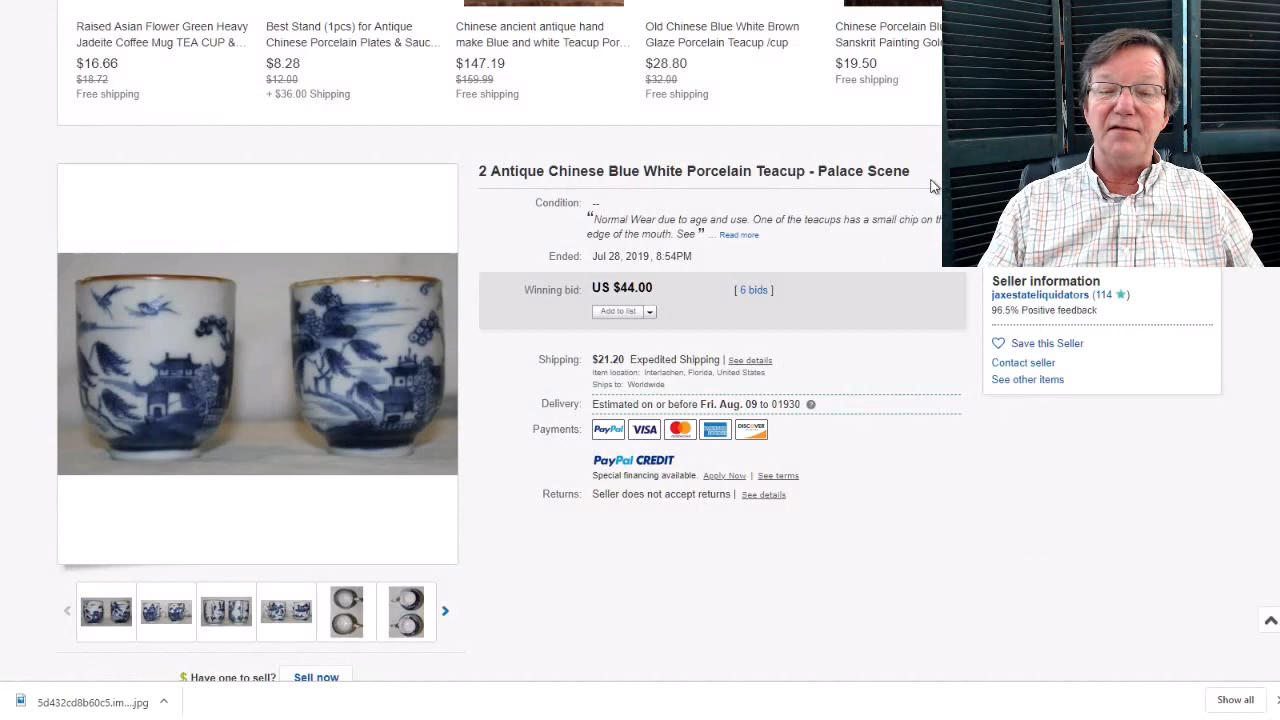 Raised Asian Flower Green Heavy
Jadeite Coffee Mug TEA CUP &...
$16.66
$18.72
Free shipping
Best Stand (1pcs) for Antique
Chinese Porcelain Plates & Sauc...
$8.28
$12.00
+ $36.00 Shipping
Chinese ancient antique hand
make Blue and white Teacup Por...
$147.19
$159.99
Free shipping
Old Chinese Blue White Brown
Glaze Porcelain Teacup /cup
$28.80
$32.00
Free shipping
Chinese Porcelain
Sanskrit Painting
$19.50
Free shipping
2 Antique Chinese Blue White Porcelain Teacup - Palace Scene
Condition: --
“Normal Wear due to age and use. One of the teacups has a small chip on
edge of the mouth. See ” ... Read more
Ended: Jul 28, 2019, 8:54PM
Winning bid: US $44.00 [ 6 bids ]
Add to list
Shipping: $21.20 Expedited Shipping | See details
Item location: Interlachen, Florida, United States
Ships to: Worldwide
Delivery: Estimated on or before Fri. Aug. 09 to 01930 ?
Payments: PayPal VISA mastercard AMERICAN EXPRESS DISCOVER
PayPal CREDIT
Special financing available. Apply Now | See terms
Returns: Seller does not accept returns | See details
Seller information
jaxestateliquidators (114 )
96.5% Positive feedback
Save this Seller
Contact seller
See other items
$ Have one to sell? Sell now
5d432cd8b60c5.im....jpg
Show all